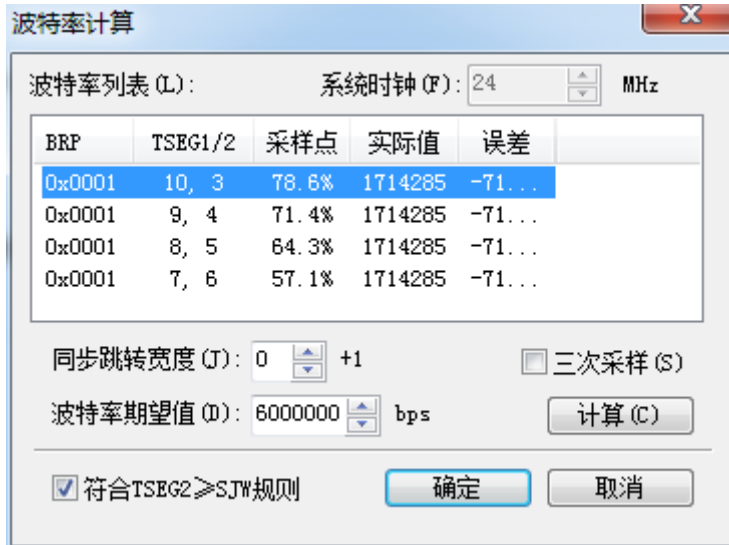 波特率计算
波特率列表(L): 系统时钟(F): 24 MHz
BRP TSEG1/2 采样点 实际值 误差
0x0001 10, 3 78.6% 1714285 -71...
0x0001 9, 4 71.4% 1714285 -71...
0x0001 8, 5 64.3% 1714285 -71...
0x0001 7, 6 57.1% 1714285 -71...
同步跳转宽度(J): 0 +1 三次采样(S)
波特率期望值(D): 6000000 bps 计算(C)
符合TSEG2≥SJW规则 确定 取消